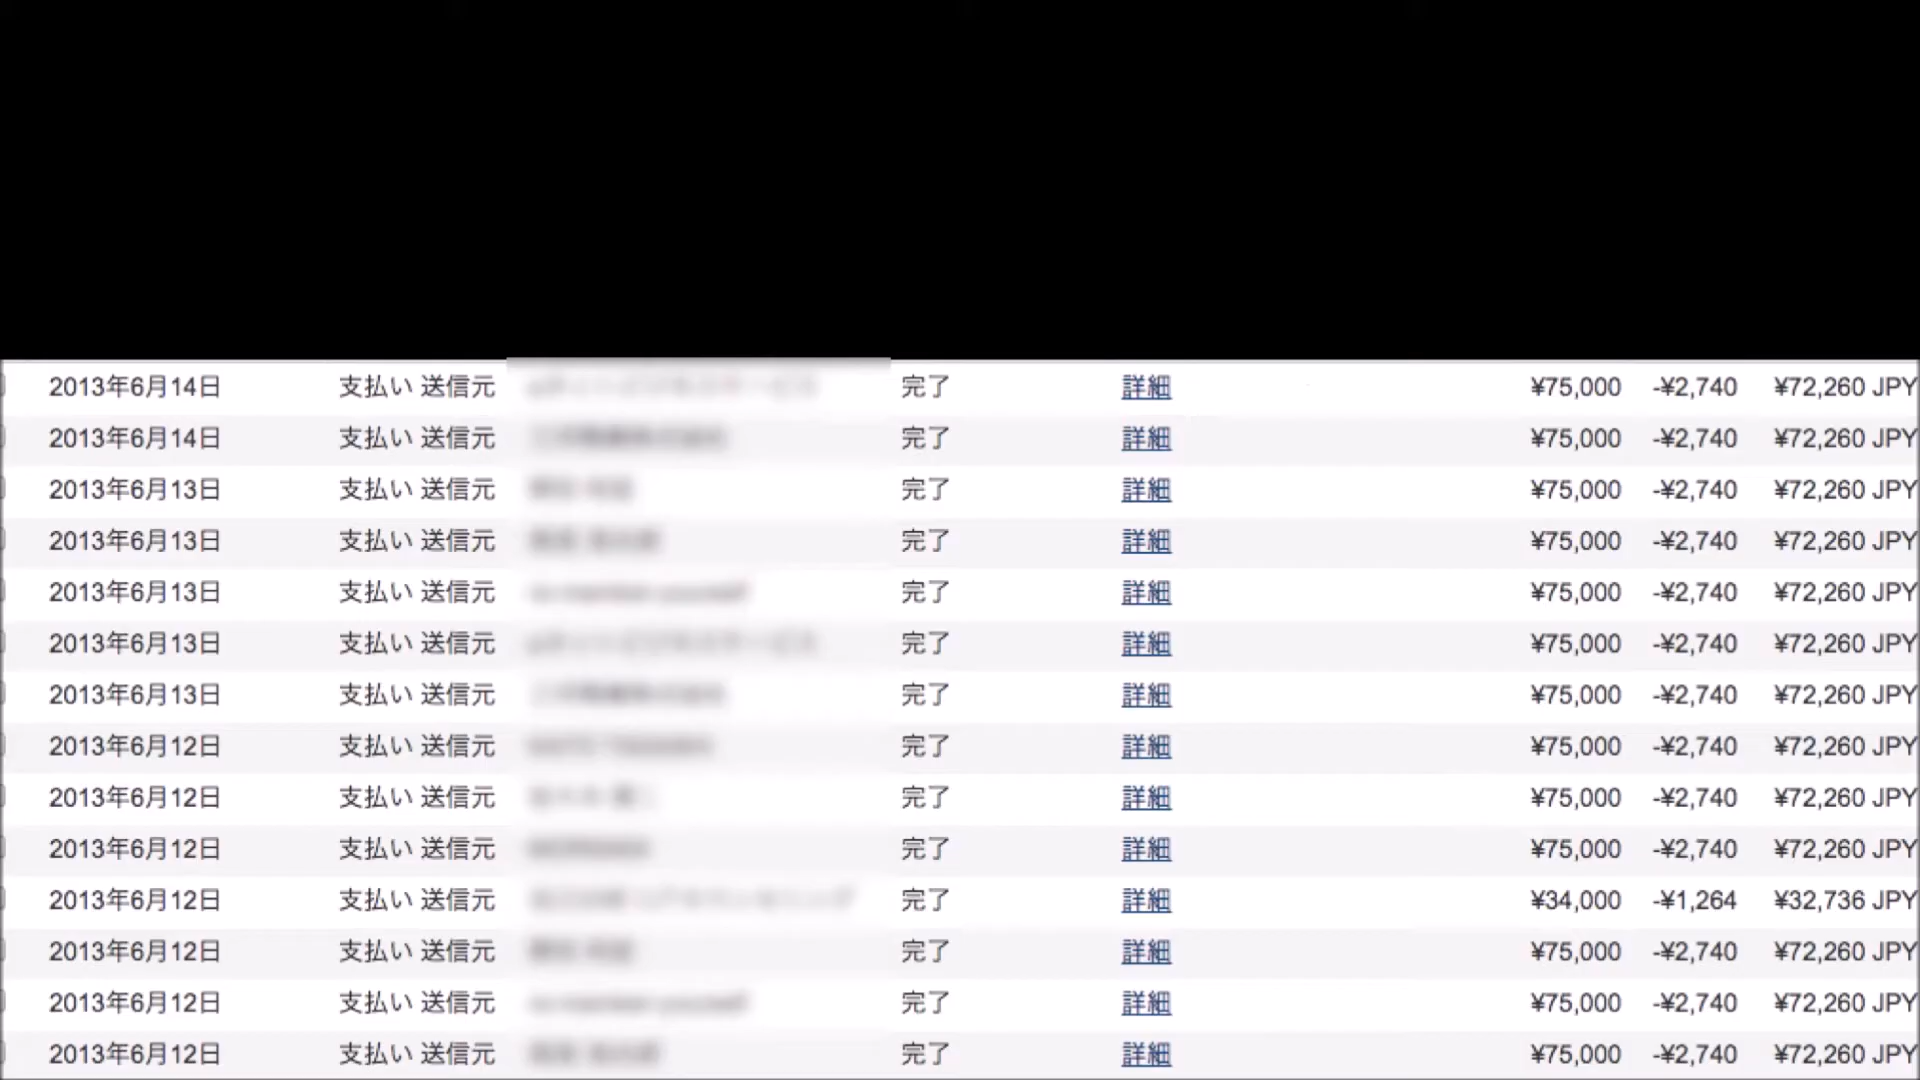 2013年6月14日 支払い 送信元 完了 詳細 ¥75,000 -¥2,740 ¥72,260 JPY
2013年6月14日 支払い 送信元 完了 詳細 ¥75,000 -¥2,740 ¥72,260 JPY
2013年6月13日 支払い 送信元 完了 詳細 ¥75,000 -¥2,740 ¥72,260 JPY
2013年6月13日 支払い 送信元 完了 詳細 ¥75,000 -¥2,740 ¥72,260 JPY
2013年6月13日 支払い 送信元 完了 詳細 ¥75,000 -¥2,740 ¥72,260 JPY
2013年6月13日 支払い 送信元 完了 詳細 ¥75,000 -¥2,740 ¥72,260 JPY
2013年6月13日 支払い 送信元 完了 詳細 ¥75,000 -¥2,740 ¥72,260 JPY
2013年6月12日 支払い 送信元 完了 詳細 ¥75,000 -¥2,740 ¥72,260 JPY
2013年6月12日 支払い 送信元 完了 詳細 ¥75,000 -¥2,740 ¥72,260 JPY
2013年6月12日 支払い 送信元 完了 詳細 ¥75,000 -¥2,740 ¥72,260 JPY
2013年6月12日 支払い 送信元 完了 詳細 ¥34,000 -¥1,264 ¥32,736 JPY
2013年6月12日 支払い 送信元 完了 詳細 ¥75,000 -¥2,740 ¥72,260 JPY
2013年6月12日 支払い 送信元 完了 詳細 ¥75,000 -¥2,740 ¥72,260 JPY
2013年6月12日 支払い 送信元 完了 詳細 ¥75,000 -¥2,740 ¥72,260 JPY